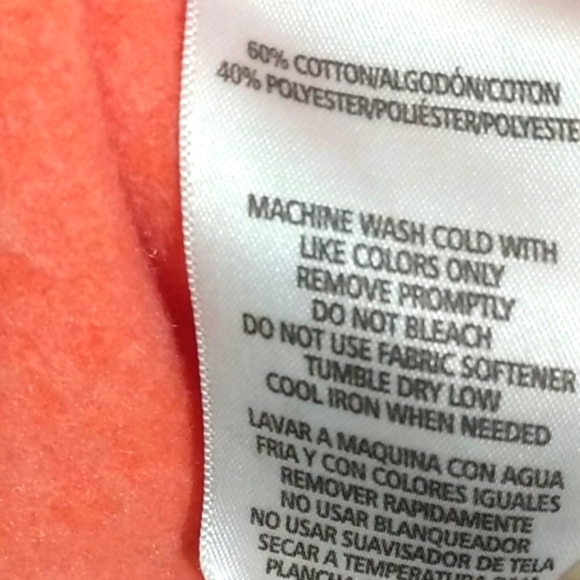 60% COTTON/ALGODÓN/COTON
40% POLYESTER/POLIÉSTER/POLYESTE
MACHINE WASH COLD WITH
LIKE COLORS ONLY
REMOVE PROMPTLY
DO NOT BLEACH
DO NOT USE FABRIC SOFTENER
TUMBLE DRY LOW
COOL IRON WHEN NEEDED
LAVAR A MAQUINA CON AGUA
FRIA Y CON COLORES IGUALES
REMOVER RAPIDAMENTE
NO USAR BLANQUEADOR
NO USAR SUAVISADOR DE TELA
SECAR A